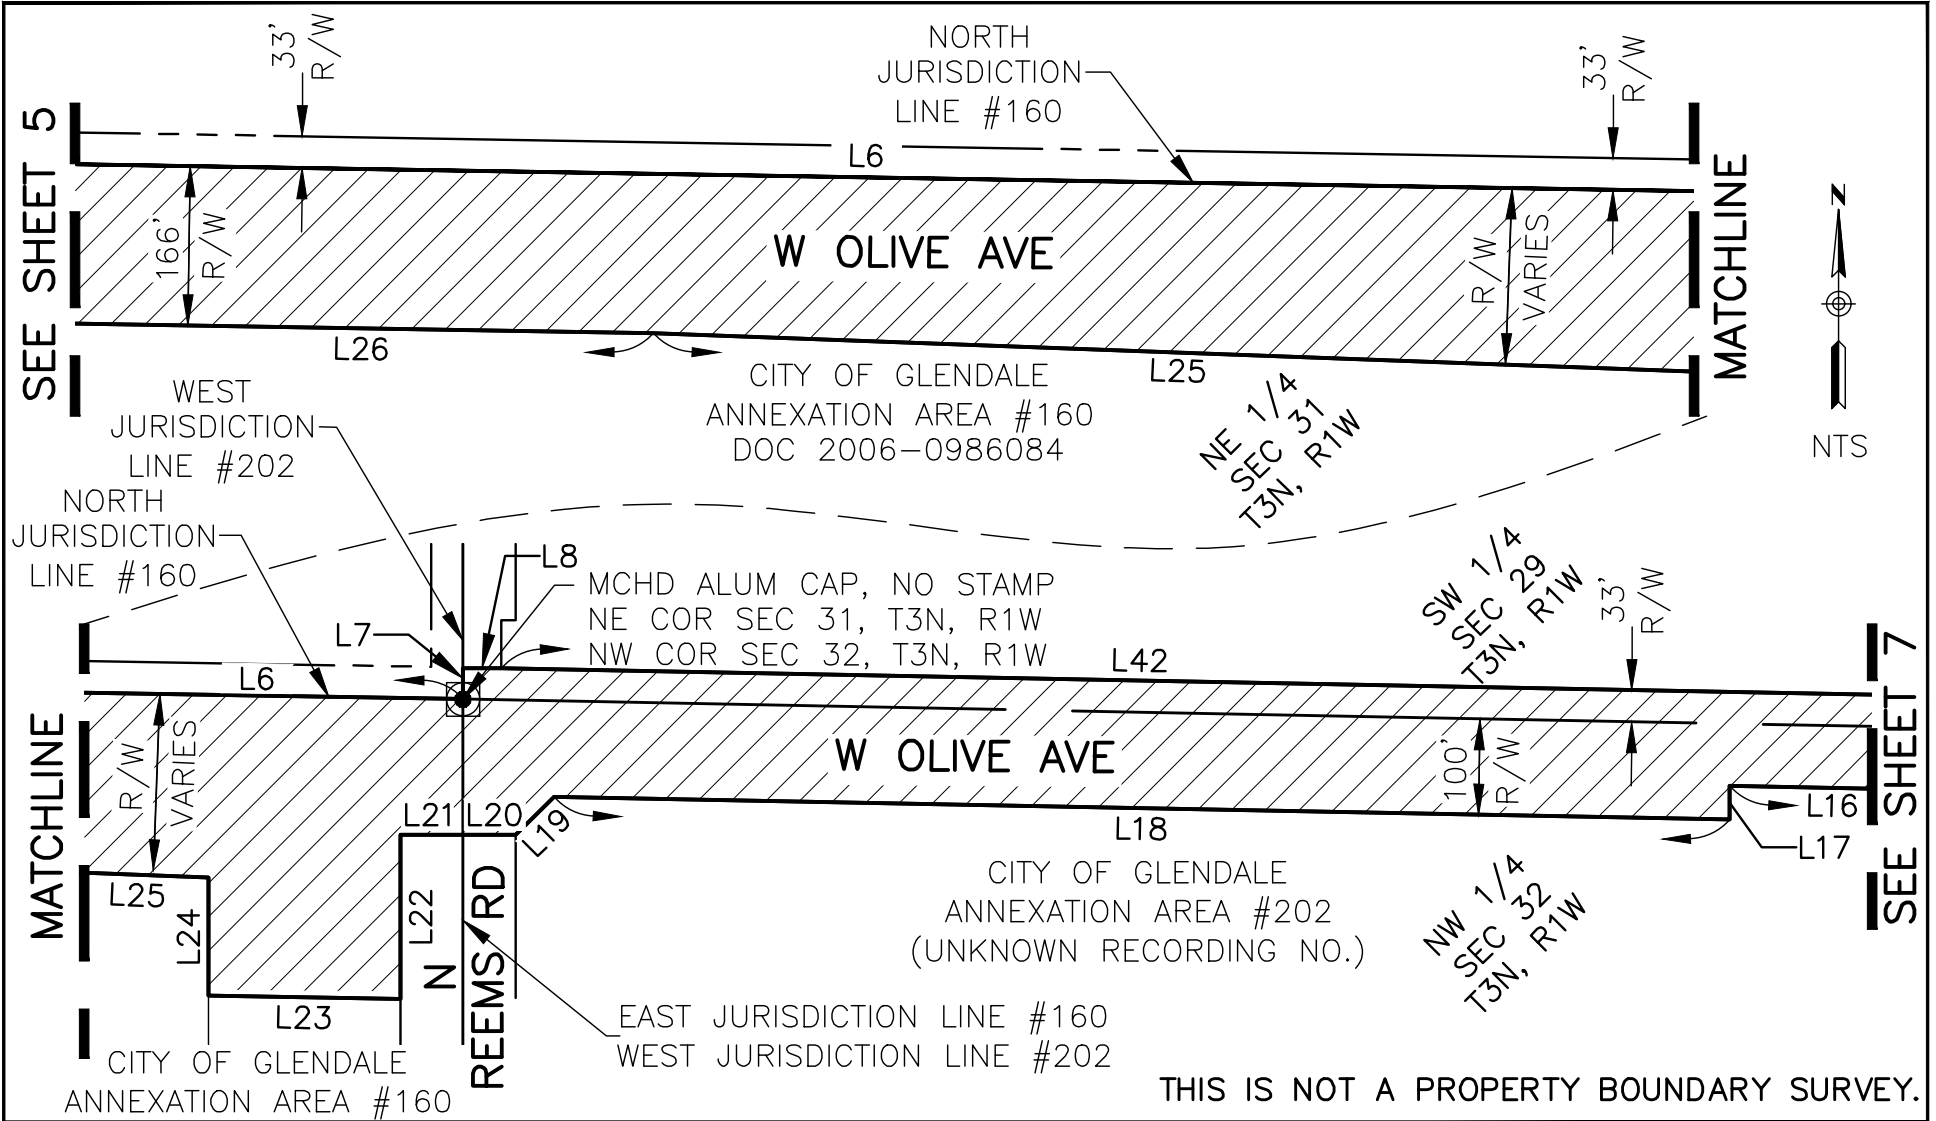 33'
R/W
NORTH
JURISDICTION
LINE #160
33'
R/W
SEE SHEET 5
L6
MATCHLINE
N
166'
R/W
W OLIVE AVE
R/W
VARIES
L26
L25
CITY OF GLENDALE
ANNEXATION AREA #160
DOC 2006-0986084
NE 1/4
SEC 31
T3N, R1W
NTS
WEST
JURISDICTION
LINE #202
NORTH
JURISDICTION
LINE #160
L8
MCHD ALUM CAP, NO STAMP
NE COR SEC 31, T3N, R1W
NW COR SEC 32, T3N, R1W
SW 1/4
SEC 29
T3N, R1W
33'
R/W
L7
L6
L42
MATCHLINE
SEE SHEET 7
R/W
VARIES
W OLIVE AVE
100'
R/W
L21
L20
L19
L18
L16
L17
L25
L24
L22
L23
N
REEMS RD
CITY OF GLENDALE
ANNEXATION AREA #202
(UNKNOWN RECORDING NO.)
NW 1/4
SEC 32
T3N, R1W
EAST JURISDICTION LINE #160
WEST JURISDICTION LINE #202
CITY OF GLENDALE
ANNEXATION AREA #160
THIS IS NOT A PROPERTY BOUNDARY SURVEY.